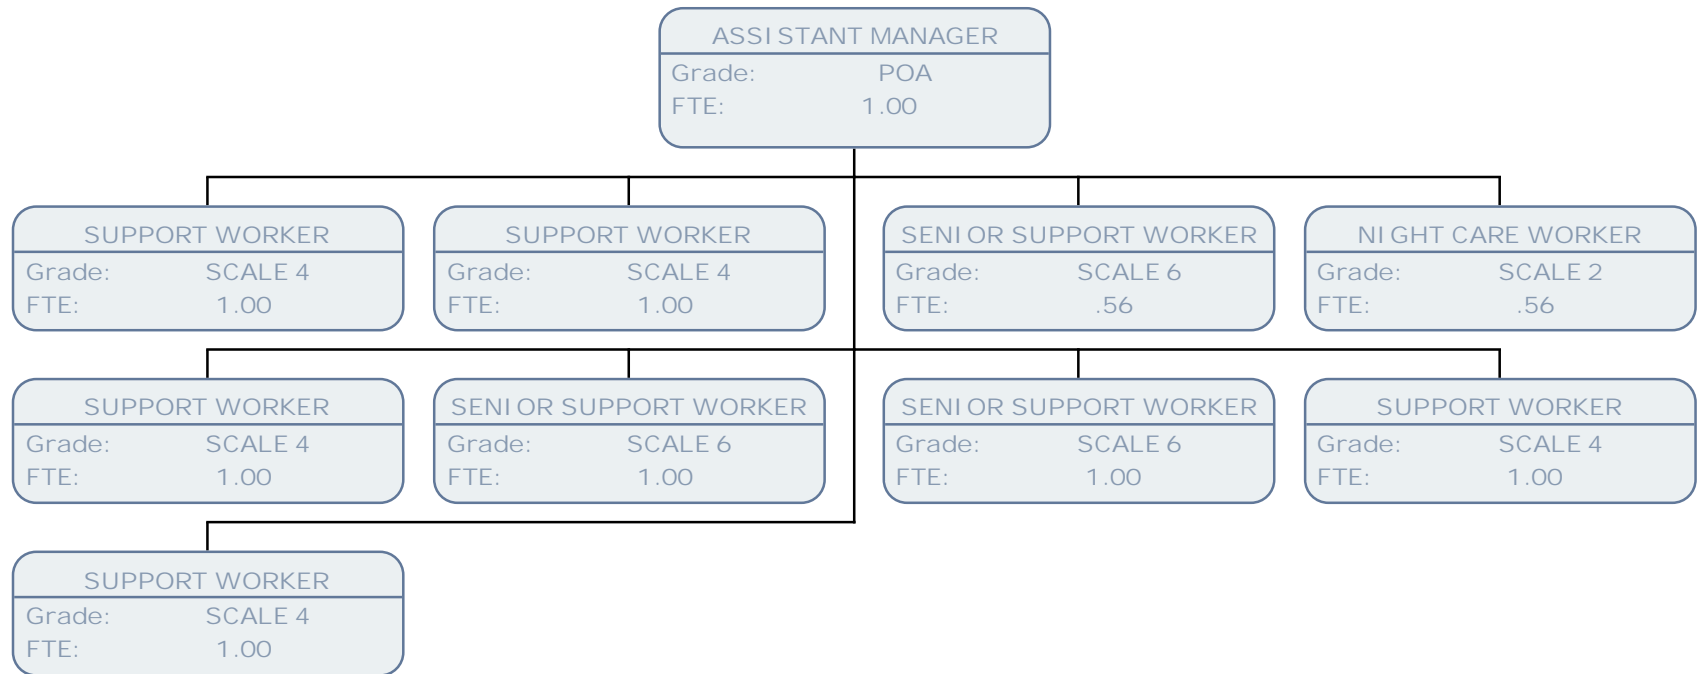 ASSISTANT MANAGER
Grade: POA
FTE: 1.00
SUPPORT WORKER
Grade: SCALE 4
FTE: 1.00
SUPPORT WORKER
Grade: SCALE 4
FTE: 1.00
SENIOR SUPPORT WORKER
Grade: SCALE 6
FTE: .56
NIGHT CARE WORKER
Grade: SCALE 2
FTE: .56
SUPPORT WORKER
Grade: SCALE 4
FTE: 1.00
SENIOR SUPPORT WORKER
Grade: SCALE 6
FTE: 1.00
SENIOR SUPPORT WORKER
Grade: SCALE 6
FTE: 1.00
SUPPORT WORKER
Grade: SCALE 4
FTE: 1.00
SUPPORT WORKER
Grade: SCALE 4
FTE: 1.00